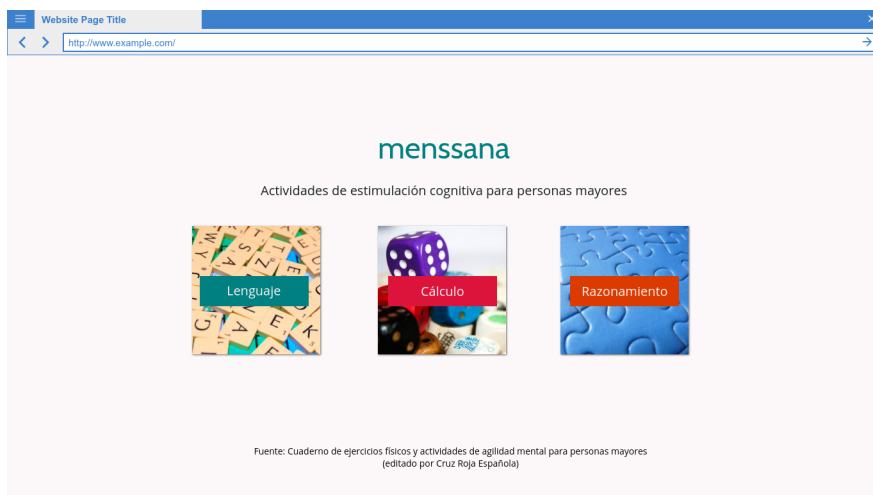 Website Page Title
http://www.example.com/
menssana
Actividades de estimulación cognitiva para personas mayores
Lenguaje
Cálculo
Razonamiento
Fuente: Cuaderno de ejercicios físicos y actividades de agilidad mental para personas mayores
(editado por Cruz Roja Española)